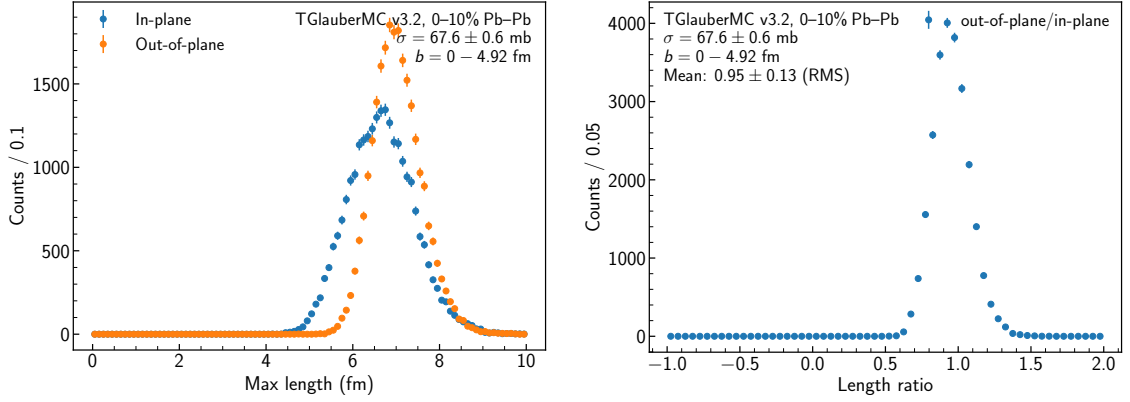 In-plane
Out-of-plane
TGlauberMC v3.2, 0–10% Pb–Pb
σ = 67.6 ± 0.6 mb
b = 0 − 4.92 fm
1500
1000
500
0
Counts / 0.1
0
2
4
6
8
10
Max length (fm)
TGlauberMC v3.2, 0–10% Pb–Pb
σ = 67.6 ± 0.6 mb
b = 0 − 4.92 fm
Mean: 0.95 ± 0.13 (RMS)
out-of-plane/in-plane
4000
3000
2000
1000
0
Counts / 0.05
−1.0
−0.5
0.0
0.5
1.0
1.5
2.0
Length ratio